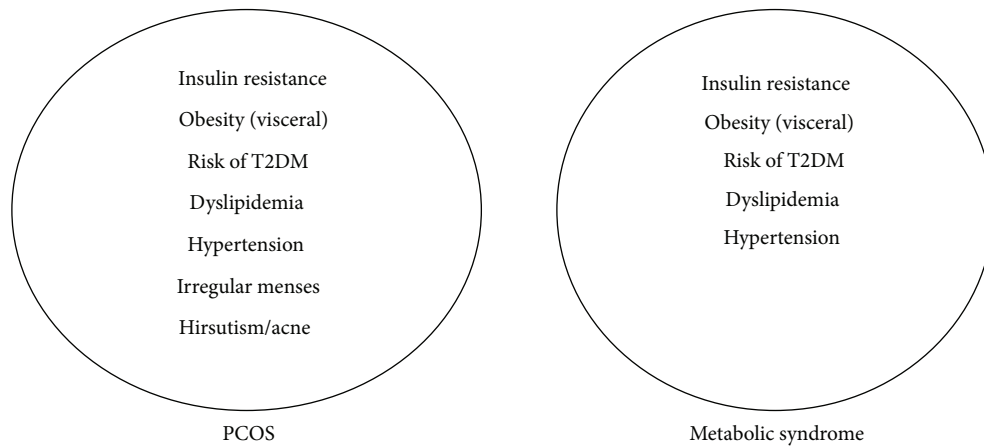 Insulin resistance
Obesity (visceral)
Risk of T2DM
Dyslipidemia
Hypertension
Irregular menses
Hirsutism/acne
PCOS
Insulin resistance
Obesity (visceral)
Risk of T2DM
Dyslipidemia
Hypertension
Metabolic syndrome